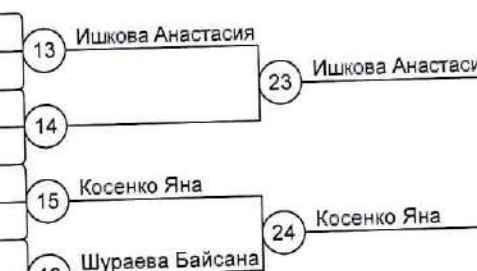 13 Ишкова Анастасия
23 Ишкова Анастаси
14
15 Косенко Яна
24 Косенко Яна
Шураева Байсана